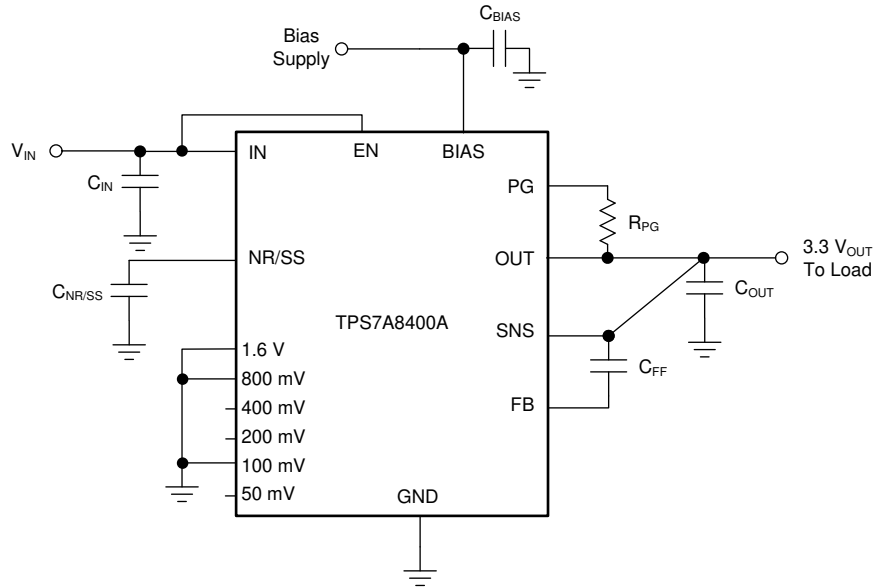 C_BIAS
Bias
Supply
V_IN
IN
EN
BIAS
C_IN
PG
R_PG
NR/SS
OUT
3.3 V_OUT
To Load
C_NR/SS
C_OUT
TPS7A8400A
SNS
1.6 V
800 mV
C_FF
400 mV
FB
200 mV
100 mV
50 mV
GND